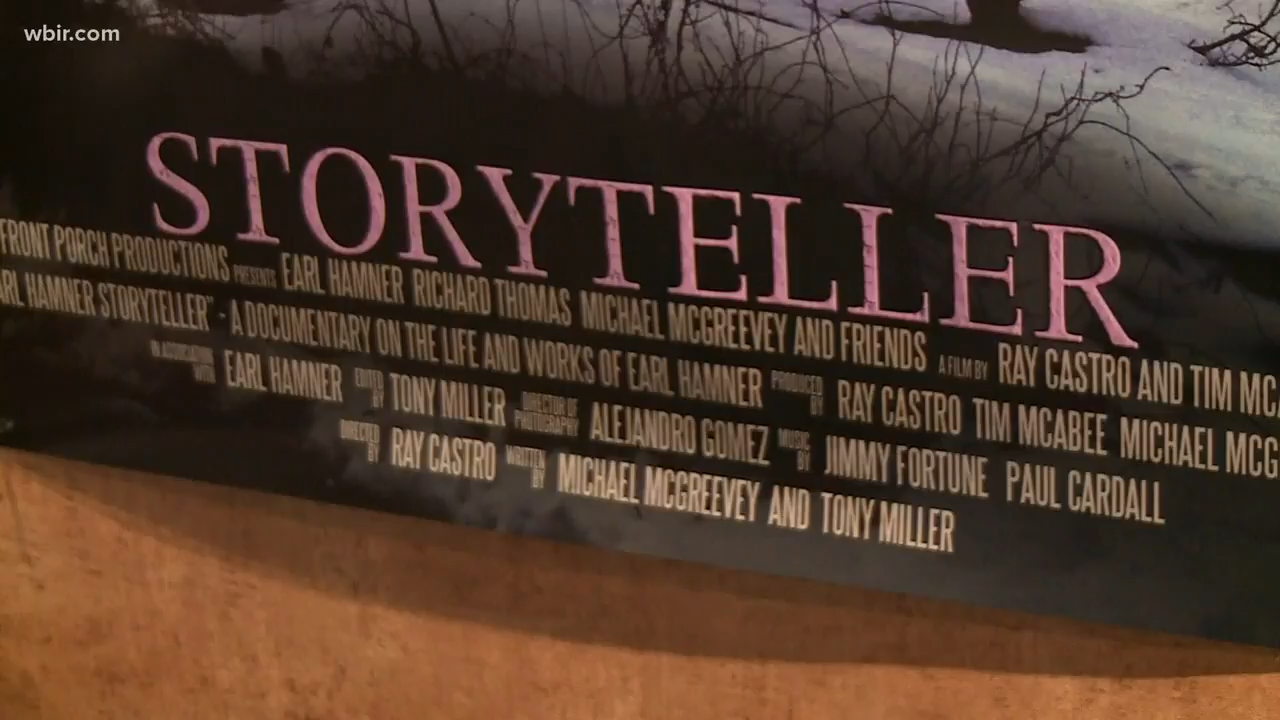 wbir.com
STORYTELLER
FRONT PORCH PRODUCTIONS PRESENTS EARL HAMNER RICHARD THOMAS MICHAEL MCGREEVEY AND FRIENDS A FILM BY RAY CASTRO AND TIM MC
RL HAMNER STORYTELLER" - A DOCUMENTARY ON THE LIFE AND WORKS OF EARL HAMNER PRODUCED BY RAY CASTRO TIM MCABEE MICHAEL MCG
IN ASSOCIATION WITH EARL HAMNER EDITED BY TONY MILLER DIRECTOR OF PHOTOGRAPHY ALEJANDRO GOMEZ MUSIC BY JIMMY FORTUNE PAUL CARDALL
DIRECTED BY RAY CASTRO WRITTEN BY MICHAEL MCGREEVEY AND TONY MILLER